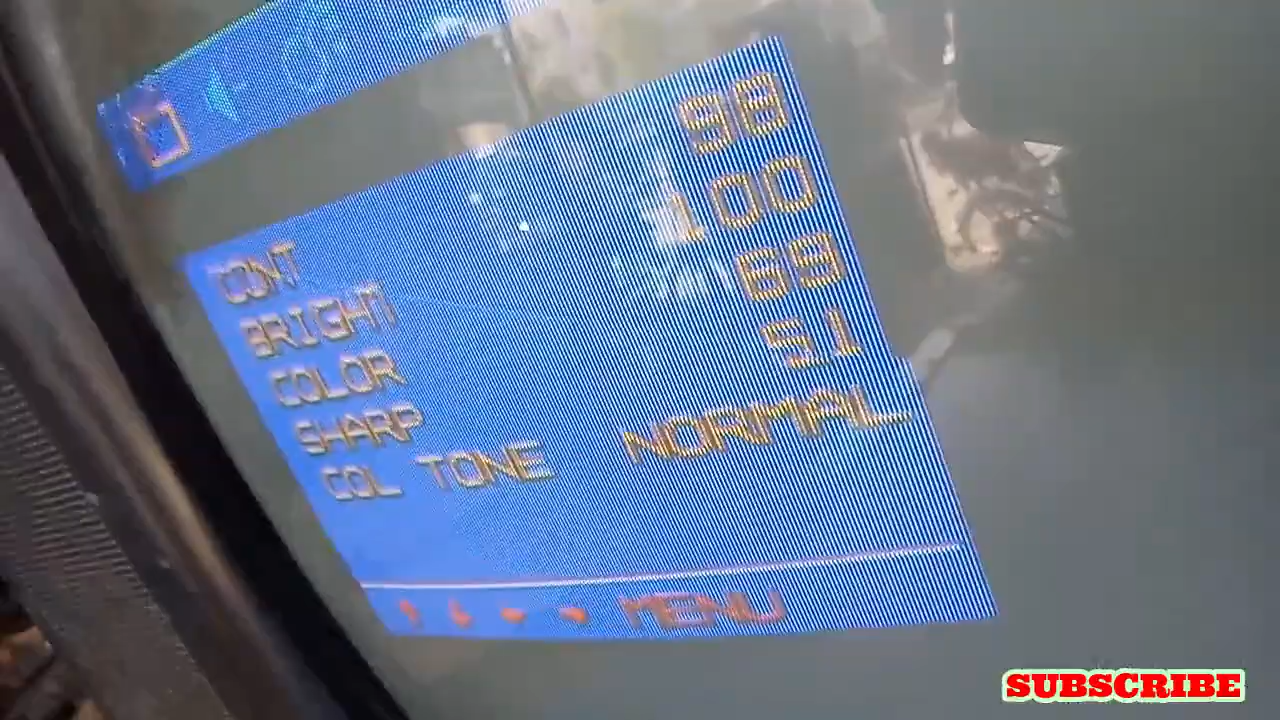 CONT 98
BRIGHT 100
COLOR 69
SHARP 51
COL TONE NORMAL
MENU
SUBSCRIBE